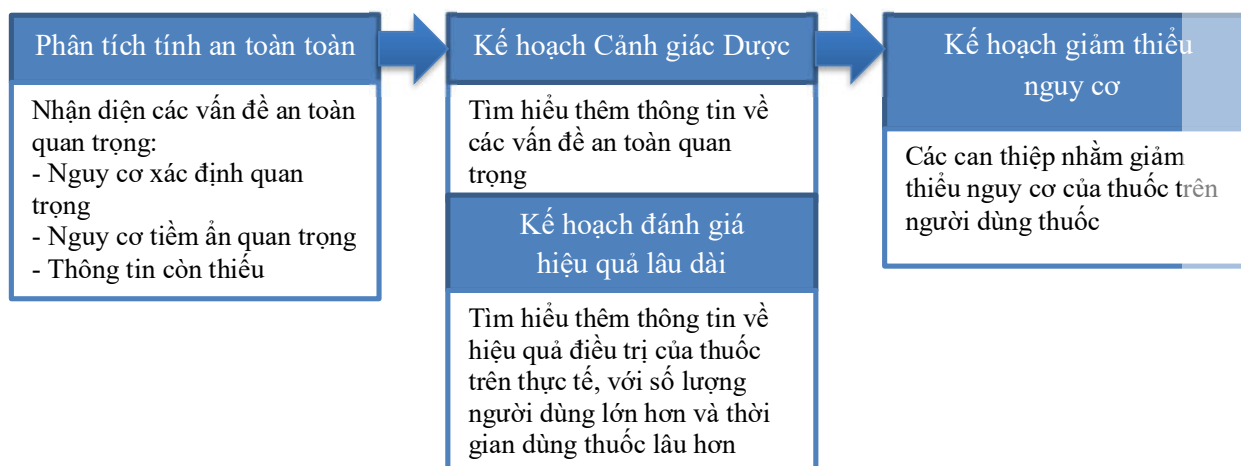 Phân tích tính an toàn toàn
Nhận diện các vấn đề an toàn
quan trọng:
- Nguy cơ xác định quan
trọng
- Nguy cơ tiềm ẩn quan trọng
- Thông tin còn thiếu
Kế hoạch Cảnh giác Dược
Tìm hiểu thêm thông tin về
các vấn đề an toàn quan
trọng
Kế hoạch đánh giá
hiệu quả lâu dài
Tìm hiểu thêm thông tin về
hiệu quả điều trị của thuốc
trên thực tế, với số lượng
người dùng lớn hơn và thời
gian dùng thuốc lâu hơn
Kế hoạch giảm thiểu
nguy cơ
Các can thiệp nhằm giảm
thiểu nguy cơ của thuốc trên
người dùng thuốc